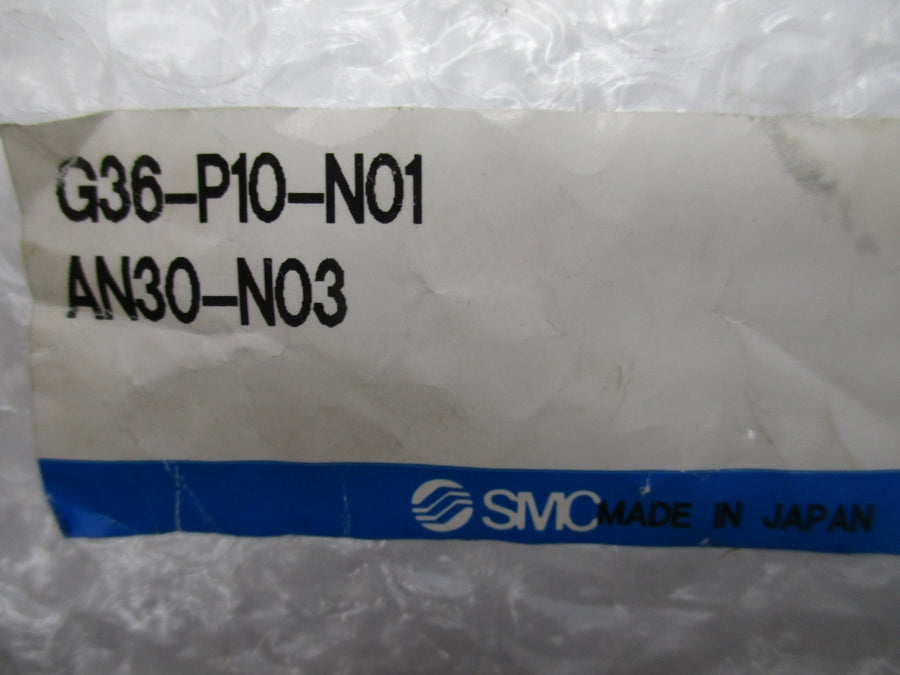 G36-P10-N01
AN30-N03
SMC MADE IN JAPAN